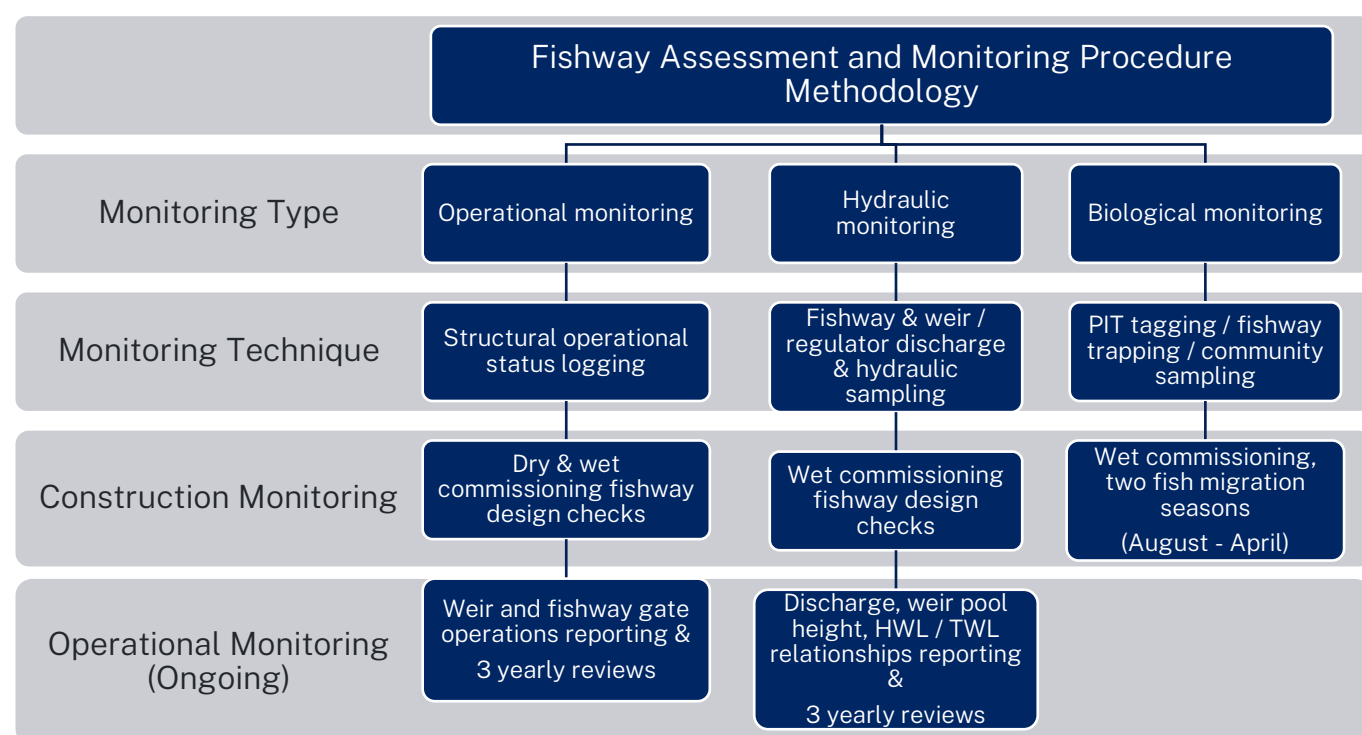 Fishway Assessment and Monitoring Procedure
Methodology
Monitoring Type
Operational monitoring
Hydraulic
monitoring
Biological monitoring
Monitoring Technique
Structural operational
status logging
Fishway & weir /
regulator discharge
& hydraulic
sampling
PIT tagging / fishway
trapping / community
sampling
Construction Monitoring
Dry & wet
commissioning fishway
design checks
Wet commissioning
fishway design
checks
Wet commissioning,
two fish migration
seasons
(August - April)
Operational Monitoring
(Ongoing)
Weir and fishway gate
operations reporting &
3 yearly reviews
Discharge, weir pool
height, HWL / TWL
relationships reporting
&
3 yearly reviews